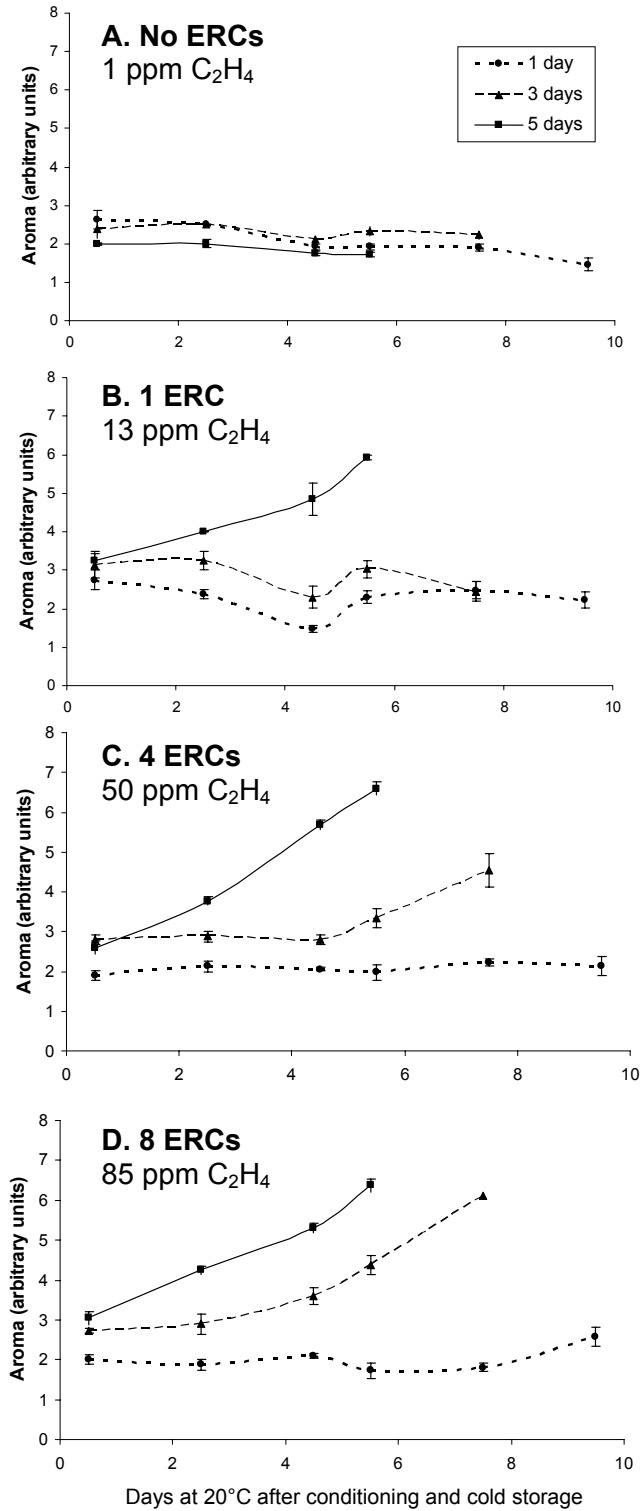 A. No ERCs
1 ppm C₂H₄
1 day
3 days
5 days
Aroma (arbitrary units)
8
7
6
5
4
3
2
1
0
0 2 4 6 8 10
B. 1 ERC
13 ppm C₂H₄
Aroma (arbitrary units)
8
7
6
5
4
3
2
1
0
0 2 4 6 8 10
C. 4 ERCs
50 ppm C₂H₄
Aroma (arbitrary units)
8
7
6
5
4
3
2
1
0
0 2 4 6 8 10
D. 8 ERCs
85 ppm C₂H₄
Aroma (arbitrary units)
8
7
6
5
4
3
2
1
0
0 2 4 6 8 10
Days at 20°C after conditioning and cold storage